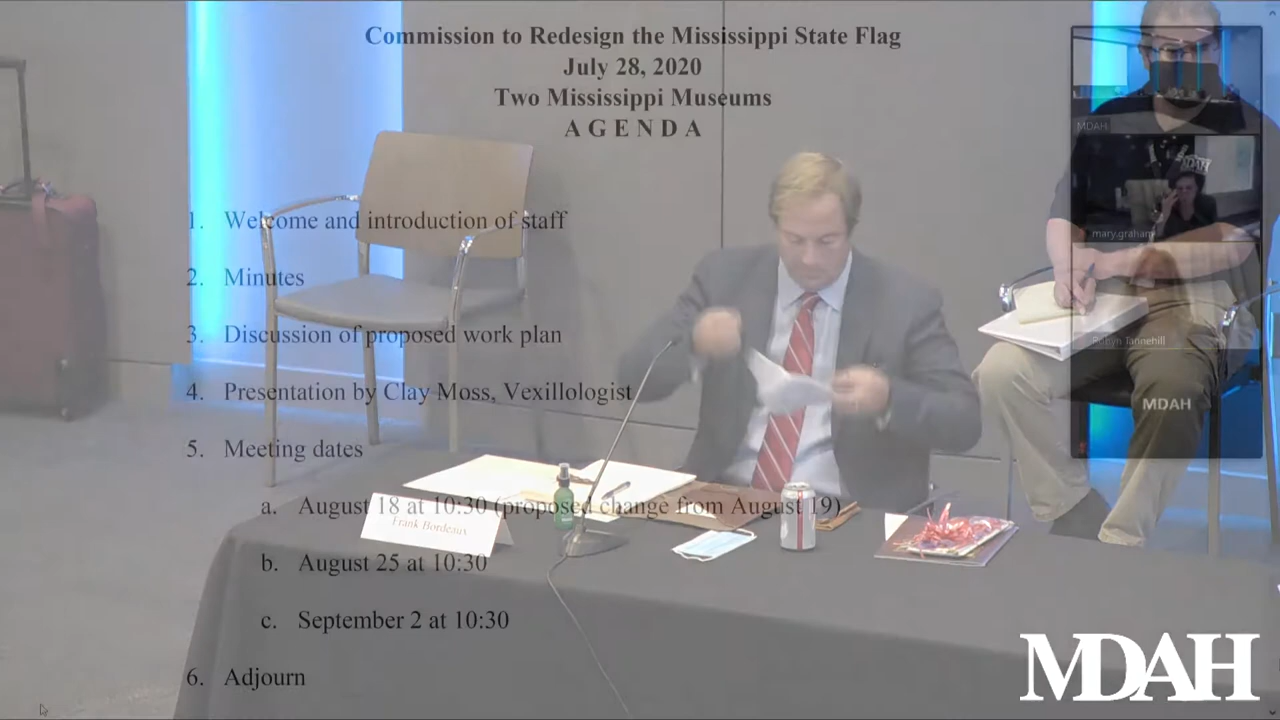 Commission to Redesign the Mississippi State Flag
July 28, 2020
Two Mississippi Museums
A G E N D A
1. Welcome and introduction of staff
2. Minutes
3. Discussion of proposed work plan
4. Presentation by Clay Moss, Vexillologist
5. Meeting dates
a. August 18 at 10:30 (proposed change from August 19)
b. August 25 at 10:30
c. September 2 at 10:30
6. Adjourn
Frank Bordeaux
MDAH
MDAH
mary.graham
Robyn Tannehill
MDAH
MDAH